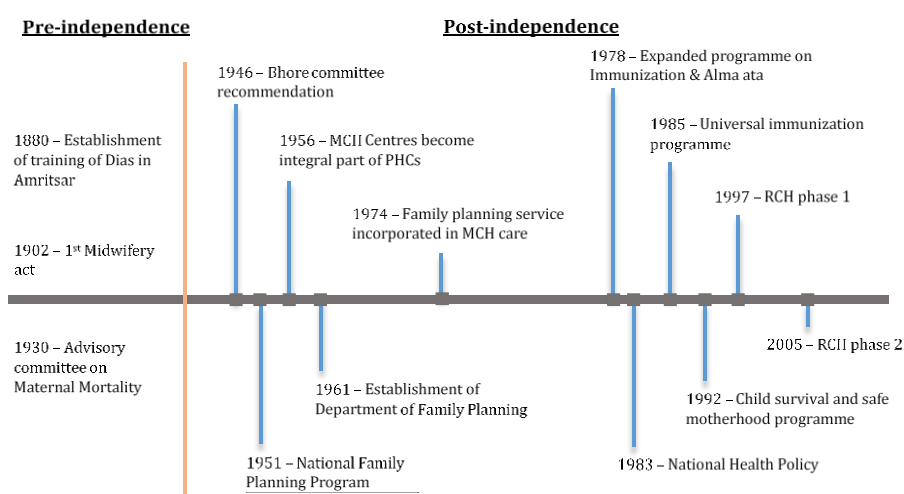 Pre-independence
Post-independence
1880 – Establishment
of training of Dias in
Amritsar
1902 – 1st Midwifery
act
1930 – Advisory
committee on
Maternal Mortality
1946 – Bhore committee
recommendation
1951 – National Family
Planning Program
1956 – MCH Centres become
integral part of PHCs
1961 – Establishment of
Department of Family Planning
1974 – Family planning service
incorporated in MCH care
1978 – Expanded programme on
Immunization & Alma ata
1983 – National Health Policy
1985 – Universal immunization
programme
1992 – Child survival and safe
motherhood programme
1997 – RCH phase 1
2005 – RCH phase 2